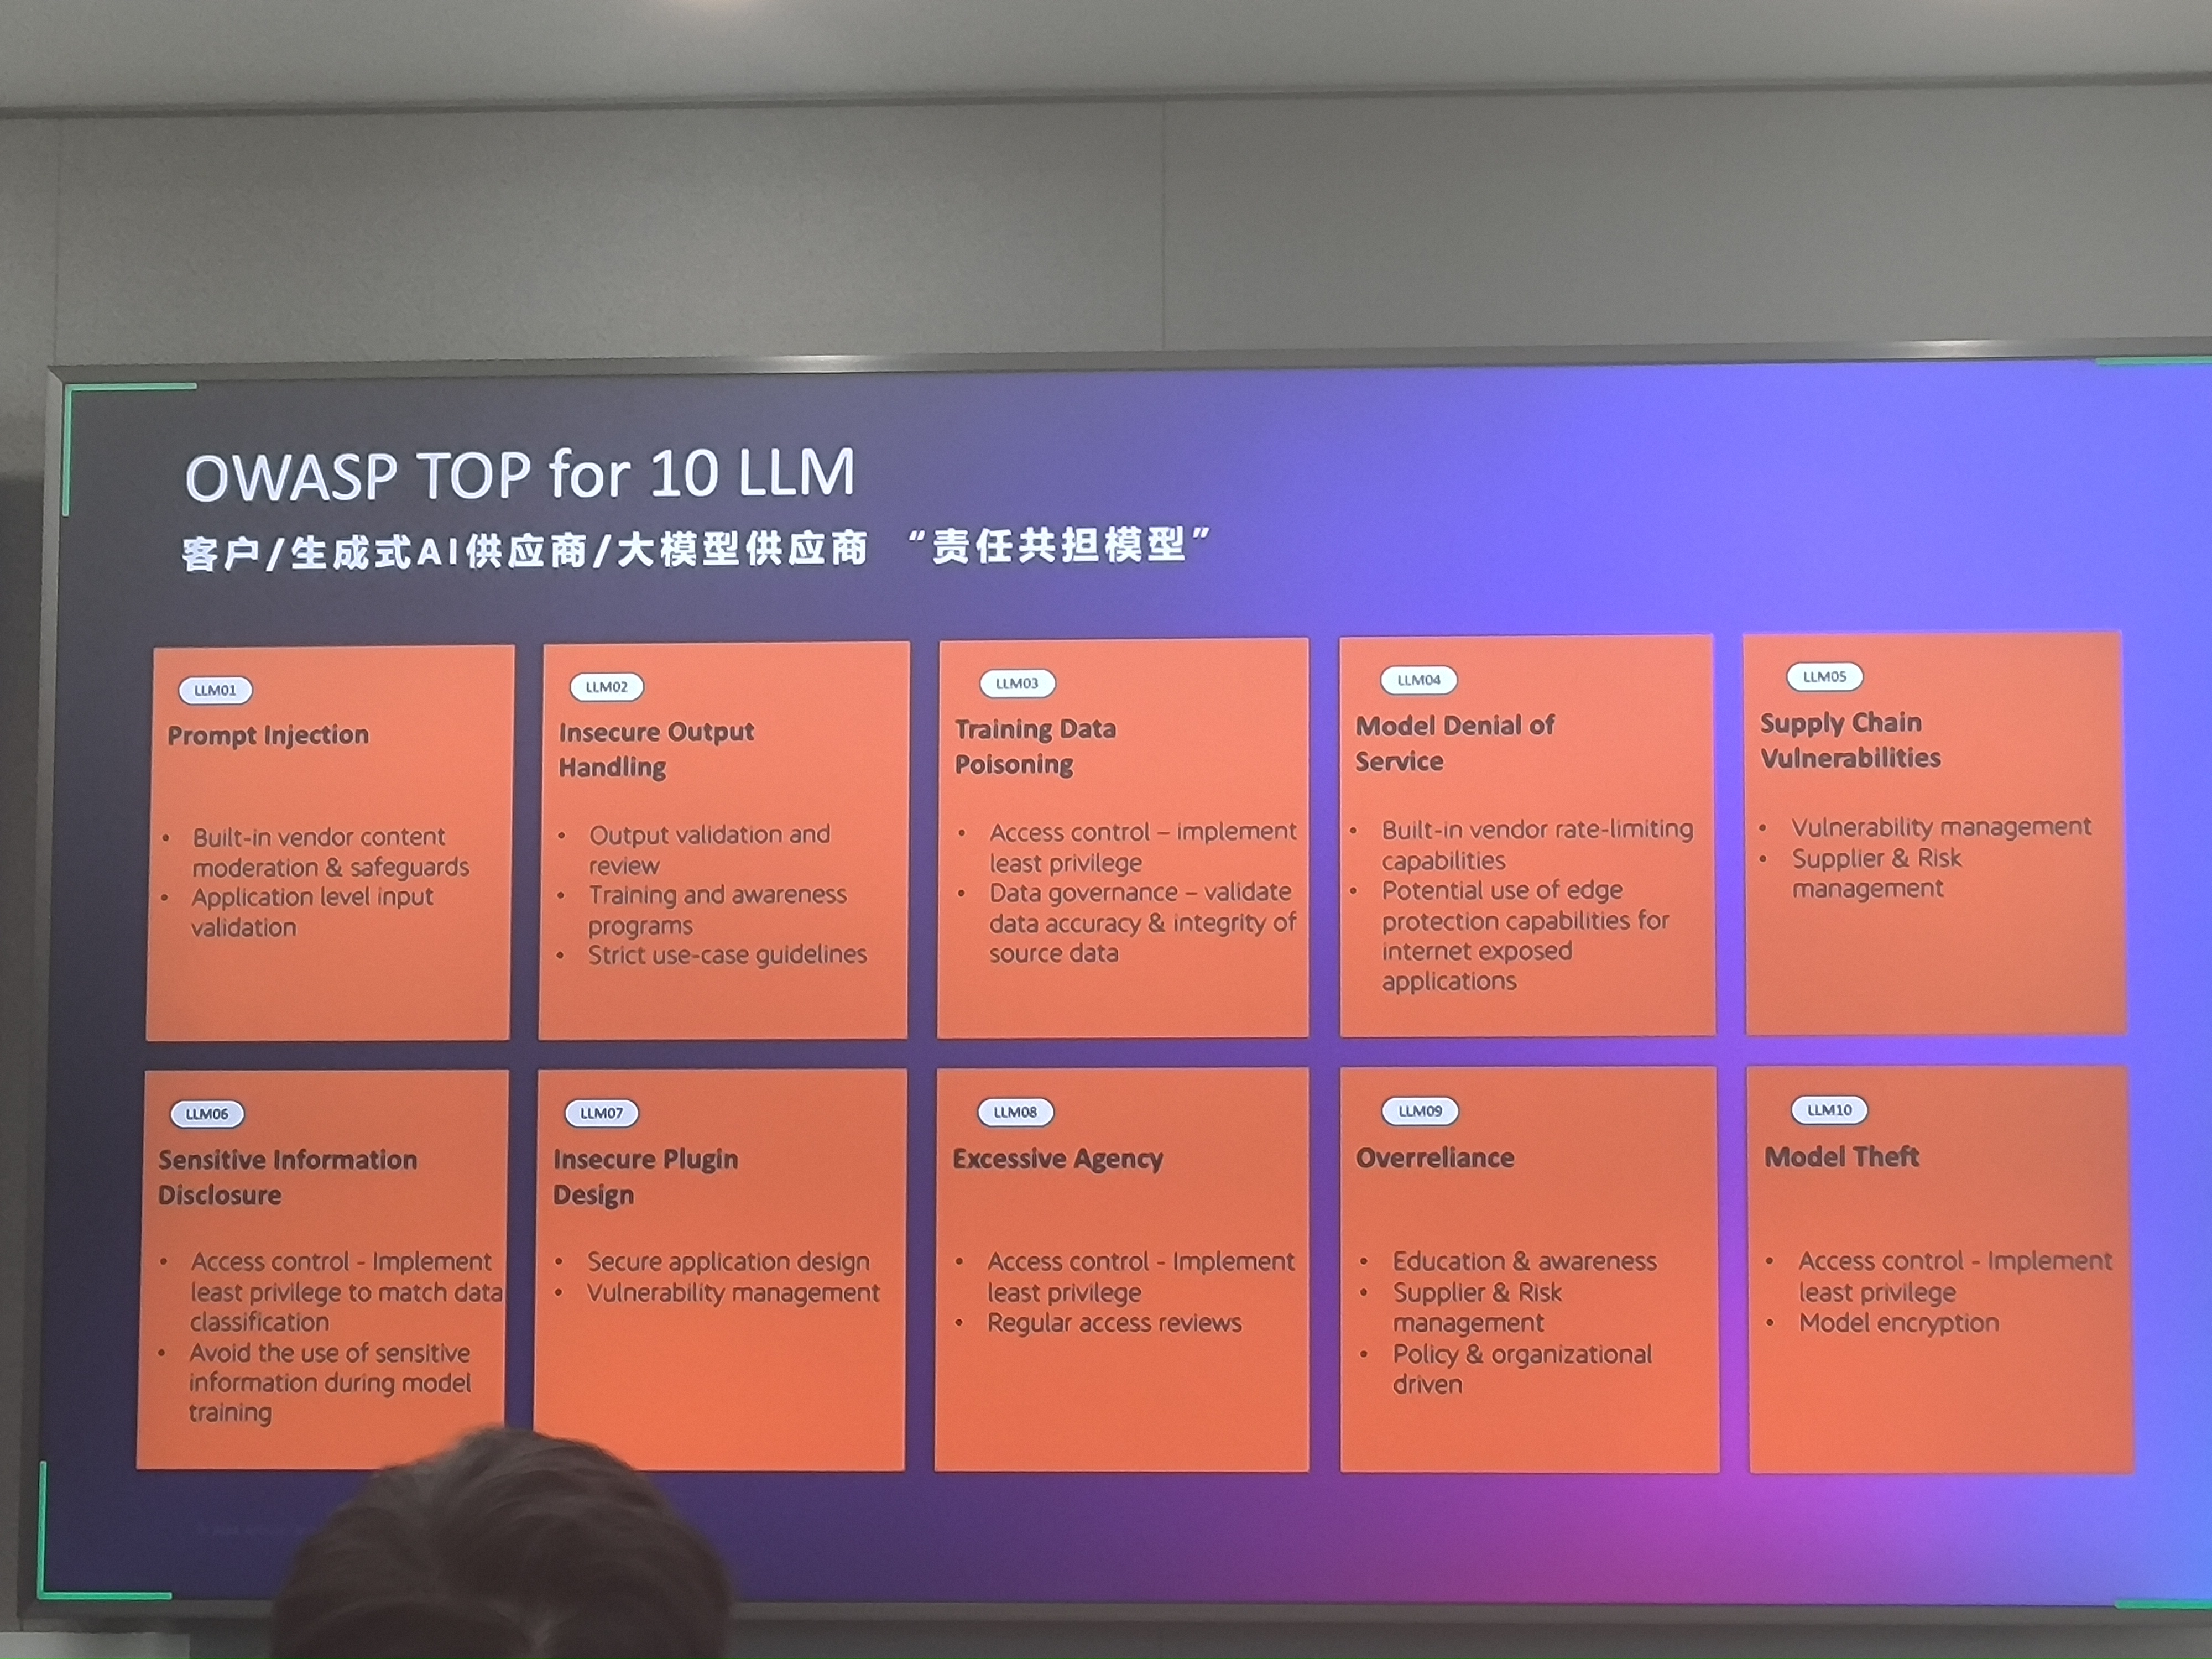 OWASP TOP for 10 LLM
客户/生成式AI供应商/大模型供应商 “责任共担模型”
LLM01
Prompt Injection
• Built-in vendor content
moderation & safeguards
• Application level input
validation
LLM02
Insecure Output
Handling
• Output validation and
review
• Training and awareness
programs
• Strict use-case guidelines
LLM03
Training Data
Poisoning
• Access control – implement
least privilege
• Data governance – validate
data accuracy & integrity of
source data
LLM04
Model Denial of
Service
• Built-in vendor rate-limiting
capabilities
• Potential use of edge
protection capabilities for
internet exposed
applications
LLM05
Supply Chain
Vulnerabilities
• Vulnerability management
• Supplier & Risk
management
LLM06
Sensitive Information
Disclosure
• Access control - Implement
least privilege to match data
classification
• Avoid the use of sensitive
information during model
training
LLM07
Insecure Plugin
Design
• Secure application design
• Vulnerability management
LLM08
Excessive Agency
• Access control - Implement
least privilege
• Regular access reviews
LLM09
Overreliance
• Education & awareness
• Supplier & Risk
management
• Policy & organizational
driven
LLM10
Model Theft
• Access control - Implement
least privilege
• Model encryption